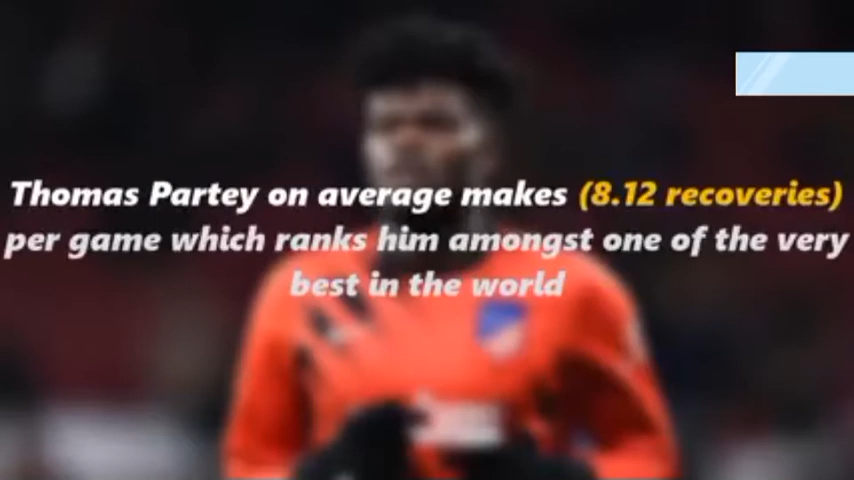 Thomas Partey on average makes (8.12 recoveries)
per game which ranks him amongst one of the very
best in the world